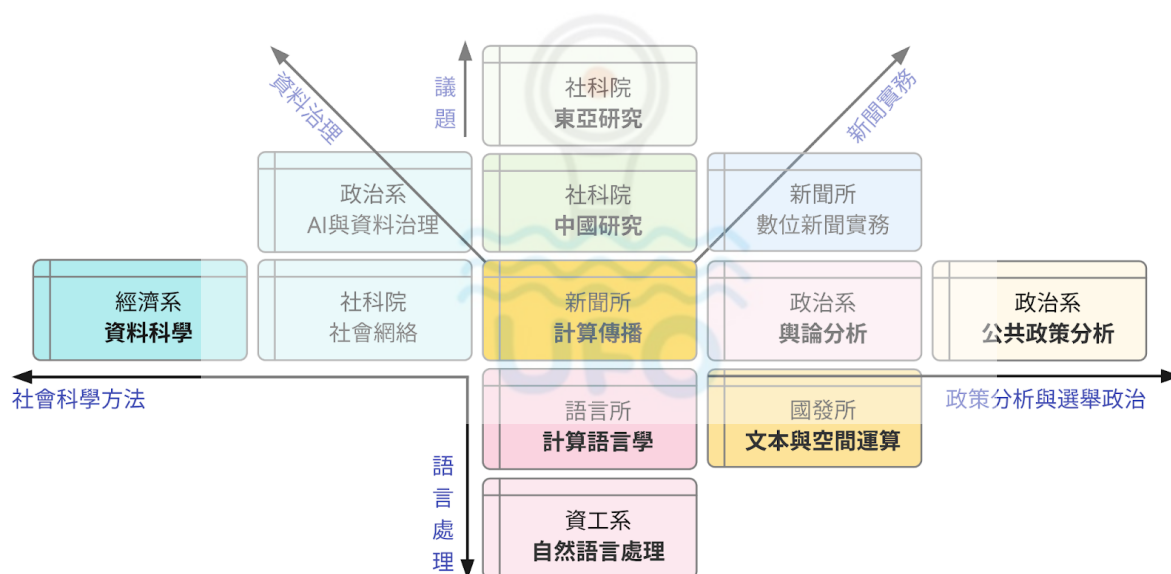 資料治理
議
題
社科院
東亞研究
新聞實務
政治系
AI與資料治理
社科院
中國研究
新聞所
數位新聞實務
經濟系
資料科學
社科院
社會網絡
新聞所
計算傳播
政治系
輿論分析
政治系
公共政策分析
UFO
社會科學方法
政策分析與選舉政治
語言所
計算語言學
國發所
文本與空間運算
語
言
處
理
資工系
自然語言處理